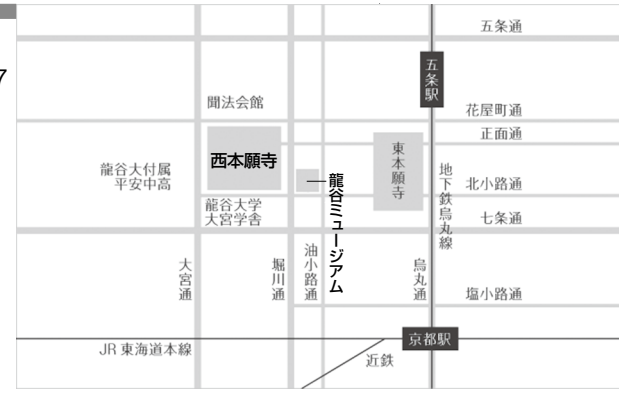 五条通
7
五条駅
聞法会館
花屋町通
正面通
西本願寺
東本願寺
龍谷大付属
平安中高
龍谷ミュージアム
地下鉄烏丸線
北小路通
龍谷大学
大宮学舎
七条通
大宮通
堀川通
油小路通
烏丸通
塩小路通
京都駅
JR東海道本線
近鉄